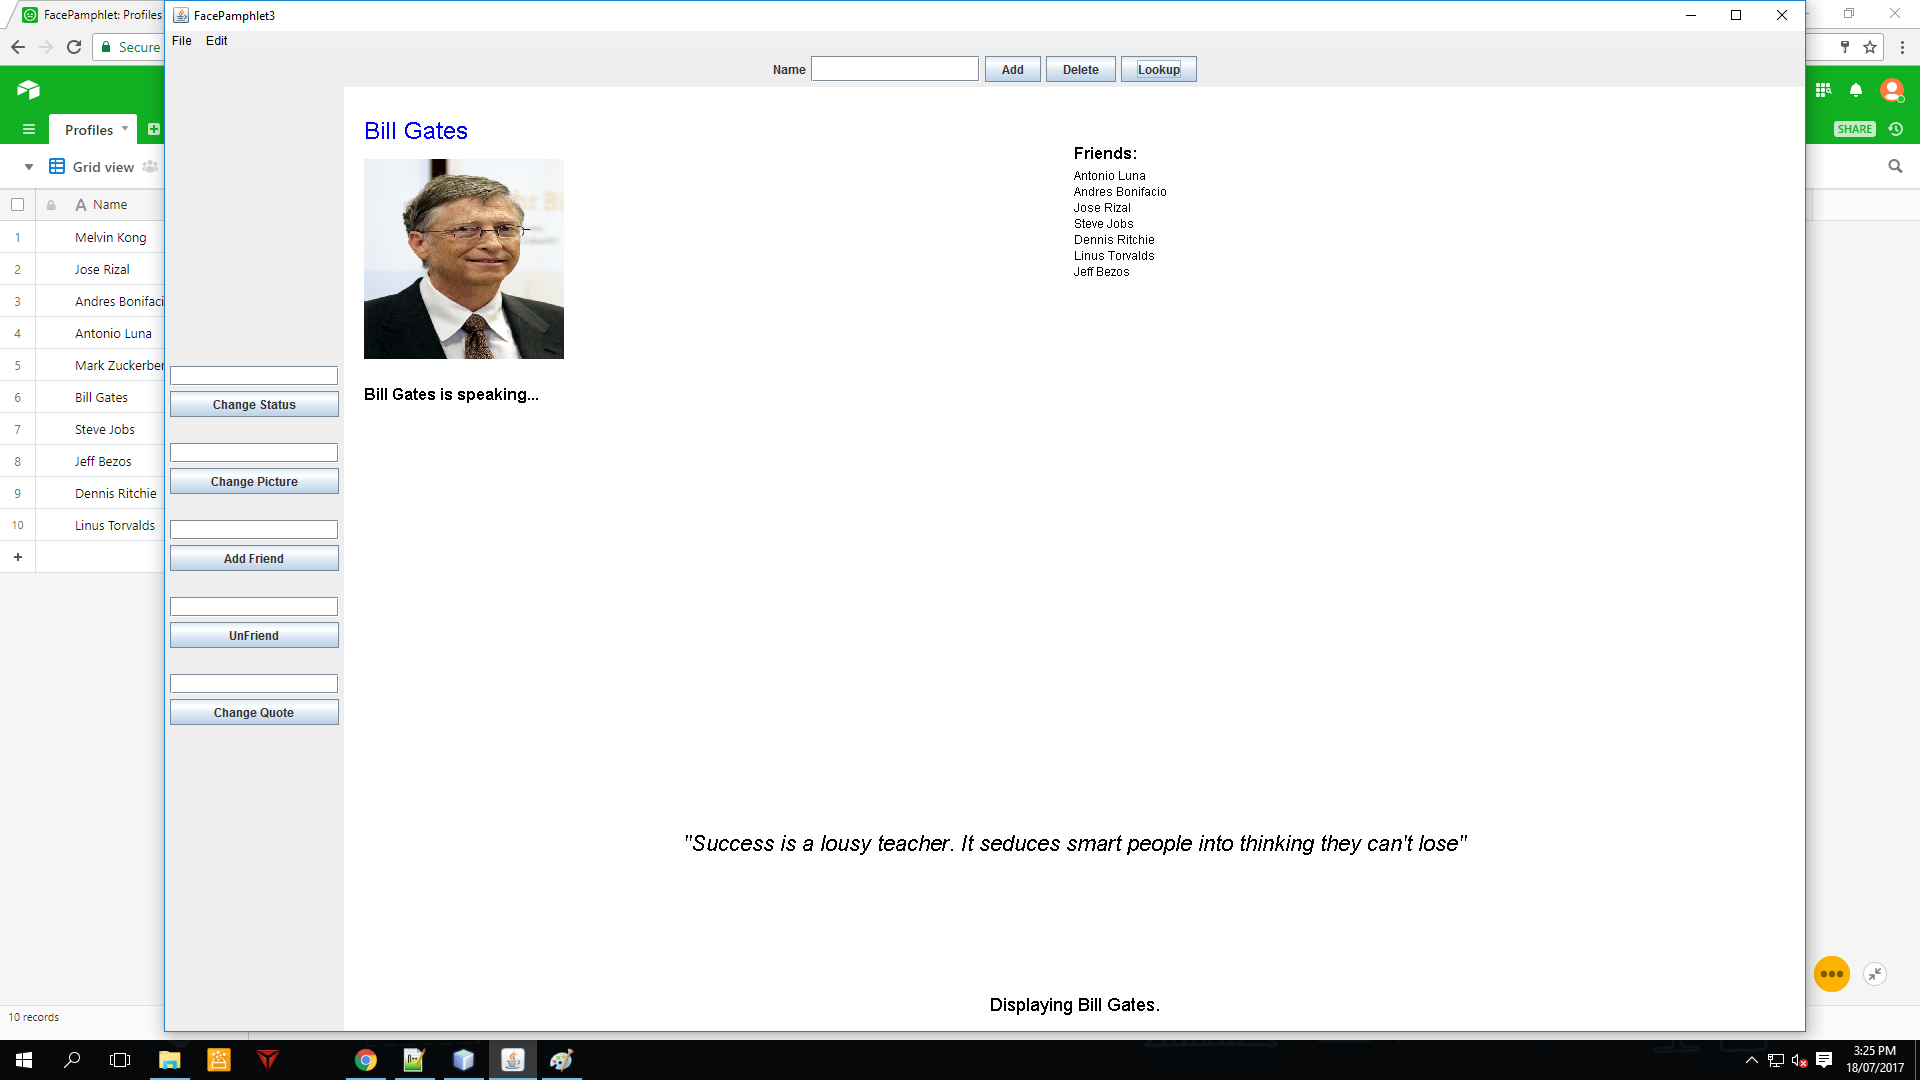 FacePamphlet: Profiles
FacePamphlet3
Secure
File Edit
Name Add Delete Lookup
Profiles
SHARE
Grid view
Name
1 Melvin Kong
2 Jose Rizal
3 Andres Bonifaci
4 Antonio Luna
5 Mark Zuckerber
6 Bill Gates
7 Steve Jobs
8 Jeff Bezos
9 Dennis Ritchie
10 Linus Torvalds
10 records
Change Status
Change Picture
Add Friend
UnFriend
Change Quote
Bill Gates
Bill Gates is speaking...
Friends:
Antonio Luna
Andres Bonifacio
Jose Rizal
Steve Jobs
Dennis Ritchie
Linus Torvalds
Jeff Bezos
"Success is a lousy teacher. It seduces smart people into thinking they can't lose"
Displaying Bill Gates.
3:25 PM
18/07/2017